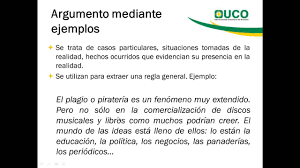 Argumento mediante
ejemplos
OUCO
★ Se trata de casos particulares, situaciones tomadas de la
realidad, hechos ocurridos que evidencian su presencia en la
realidad.
★ Se utilizan para extraer una regla general. Ejemplo:
El plagio o piratería es un fenómeno muy extendido.
Pero no sólo en la comercialización de discos
musicales y libros como muchos podrían creer. El
mundo de las ideas está lleno de ellos: lo están la
educación, la política, los negocios, las panaderías,
los periódicos...